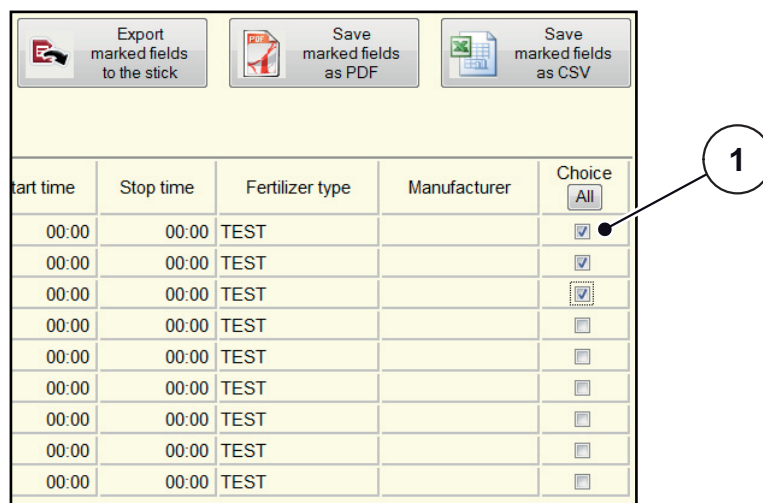 Export
marked fields
to the stick
PDF
Save
marked fields
as PDF
Save
marked fields
as CSV
tart time Stop time Fertilizer type Manufacturer Choice
All
1
00:00 00:00 TEST
00:00 00:00 TEST
00:00 00:00 TEST
00:00 00:00 TEST
00:00 00:00 TEST
00:00 00:00 TEST
00:00 00:00 TEST
00:00 00:00 TEST
00:00 00:00 TEST